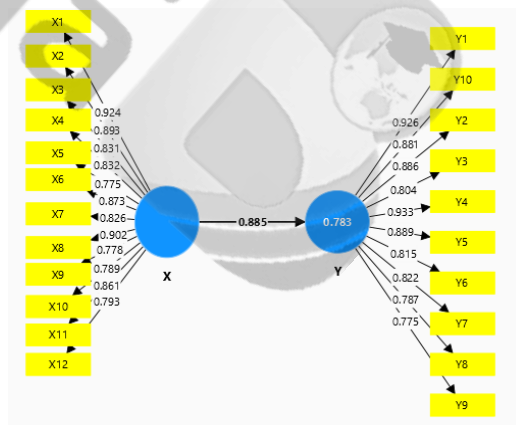 X1
X2
X3
X4
X5
X6
X7
X8
X9
X10
X11
X12
0.924
0.893
0.831
0.832
0.775
0.873
0.826
0.902
0.778
0.789
0.861
0.793
X
0.885
0.783
Y
0.926
0.881
0.886
0.804
0.933
0.889
0.815
0.822
0.787
0.775
Y1
Y10
Y2
Y3
Y4
Y5
Y6
Y7
Y8
Y9